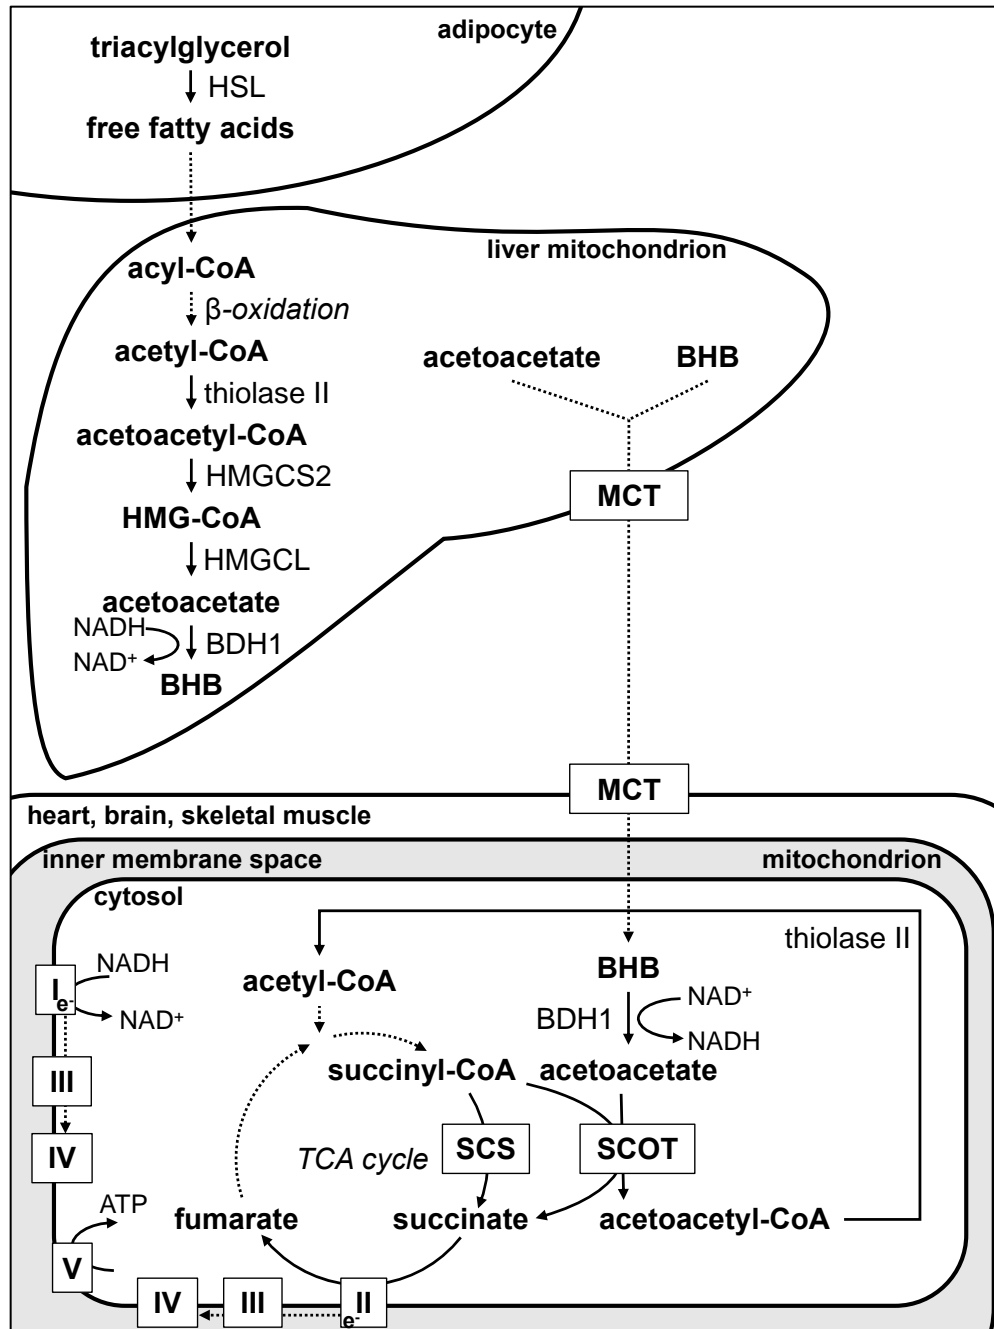 adipocyte
triacylglycerol
HSL
free fatty acids
liver mitochondrion
acyl-CoA
β-oxidation
acetyl-CoA
thiolase II
acetoacetyl-CoA
HMGCS2
HMG-CoA
HMGCL
acetoacetate
NADH
NAD+
BDH1
BHB
acetoacetate
BHB
MCT
MCT
heart, brain, skeletal muscle
inner membrane space
mitochondrion
cytosol
thiolase II
I
e-
NADH
NAD+
III
IV
acetyl-CoA
BHB
BDH1
NAD+
NADH
succinyl-CoA
acetoacetate
TCA cycle
SCS
SCOT
ATP
V
fumarate
succinate
acetoacetyl-CoA
IV
III
II
e-